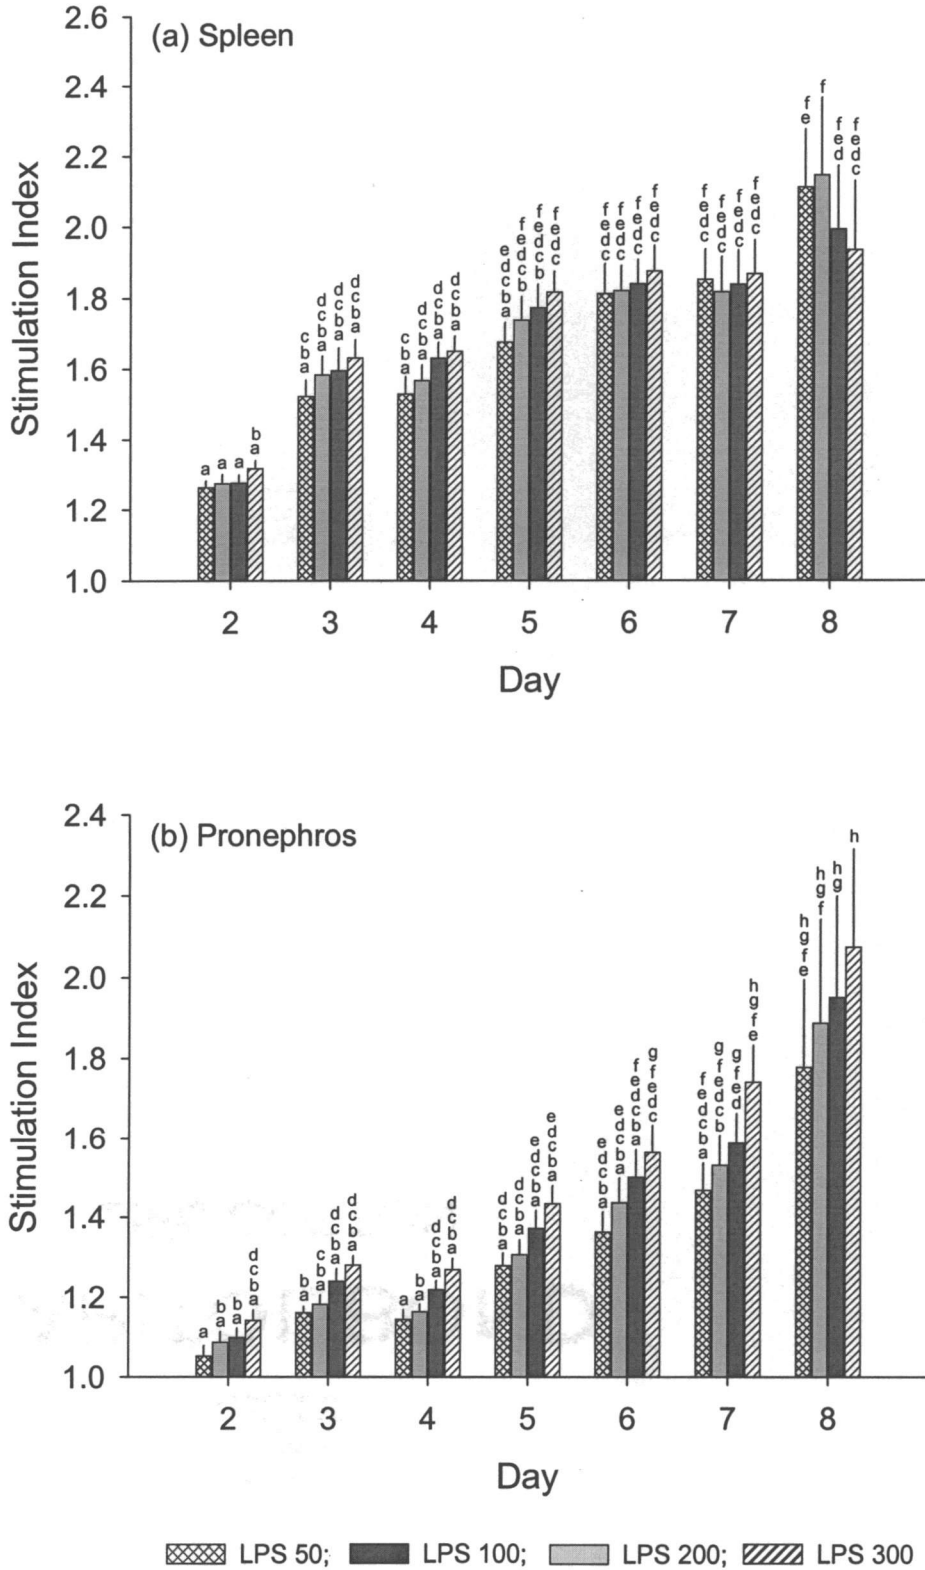 (a) Spleen
Stimulation Index
2.6
2.4
2.2
2.0
1.8
1.6
1.4
1.2
1.0
a
a
a
b a
c b a
d c b a
d c b a
d c b a
c b a
d c b a
d c b a
d c b a
e d c b a
f e d c b
f e d c b
f e d c
f e d c
f e d c
f e d c
f e d c
f e d c
f e d c
f e d c
f e d c
f e
f
f e d
f e d c
2 3 4 5 6 7 8
Day
(b) Pronephros
Stimulation Index
2.4
2.2
2.0
1.8
1.6
1.4
1.2
1.0
a
b a
b a
d c b a
b a
c b a
d c b a
d c b a
a
b a
d c b a
d c b a
d c b a
d c b a
e d c b a
e d c b a
e d c b a
e d c b a
f e d c b a
g f e d c
f e d c b a
g f e d c b
g f e d
h g f e
h g f e
h g f
h g
h
2 3 4 5 6 7 8
Day
LPS 50; LPS 100; LPS 200; LPS 300